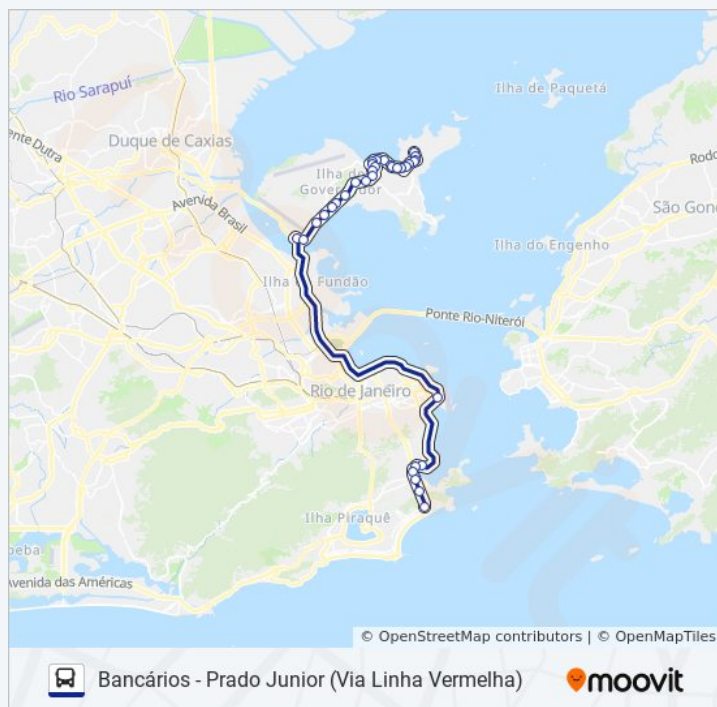 Ilha de Paquetá
Rio Sarapuí
Duque de Caxias
ente Dutra
Rodo
Ilha do
Governador
São Gonç
Avenida Brasil
Ilha do Engenho
Ilha do Fundão
Ponte Rio-Niterói
Rio de Janeiro
Ilha Piraquê
peba
Avenida das Américas
© OpenStreetMap contributors | © OpenMapTiles
Bancários - Prado Junior (Via Linha Vermelha)
moovit